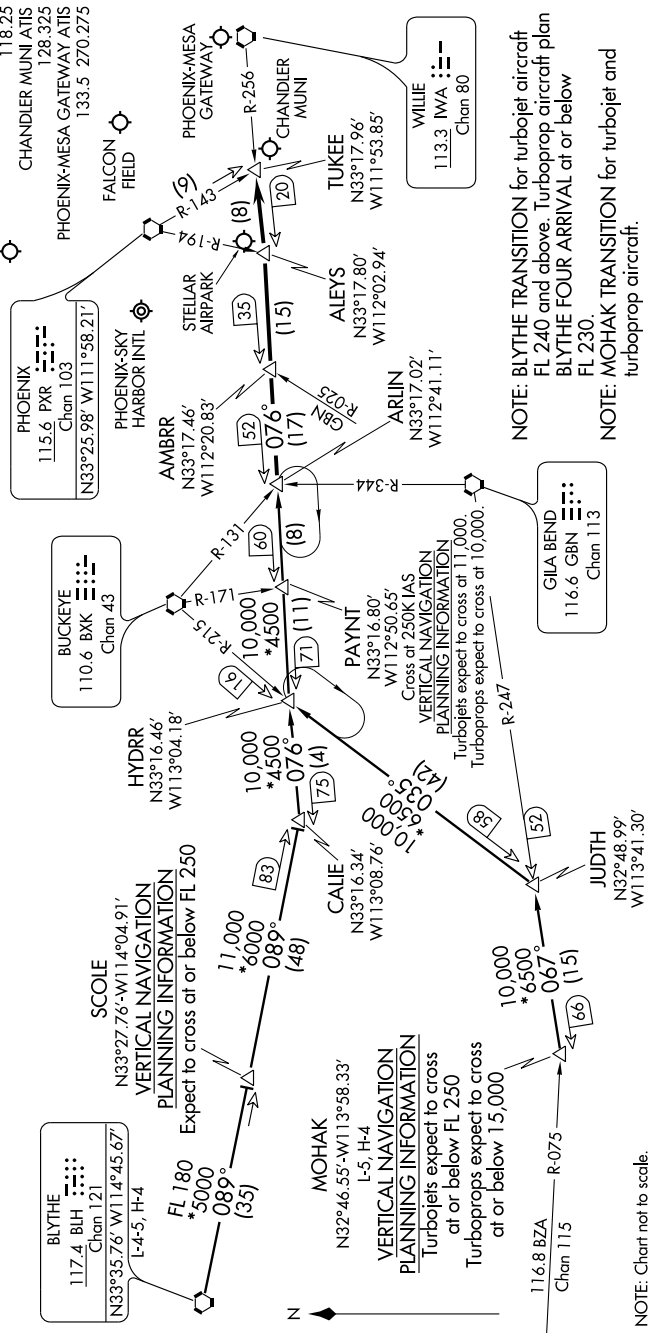 118.25
CHANDLER MUNI ATIS
128.325
PHOENIX-MESA GATEWAY ATIS
133.5 270.275
PHOENIX
115.6 PXR
Chan 103
N33°25.98' W111°58.21'
PHOENIX-SKY
HARBOR INTL
FALCON
FIELD
PHOENIX-MESA
GATEWAY
CHANDLER
MUNI
STELLAR
AIRPARK
R-256
R-143
(9)
R-194
WILLIE
113.3 IWA
Chan 80
TUKEE
N33°17.96'
W111°53.85'
(8)
20
ALEYS
N33°17.80'
W112°02.94'
35
(15)
AMBRR
N33°17.46'
W112°20.83'
GBN
R-025
52
076°
(17)
ARLIN
N33°17.02'
W112°41.11'
BUCKEYE
110.6 BXK
Chan 43
R-131
R-171
R-215
R-344
60
(8)
PAYNT
N33°16.80'
W112°50.65'
Cross at 250K IAS
VERTICAL NAVIGATION
PLANNING INFORMATION
Turbojets expect to cross at 11,000.
Turboprops expect to cross at 10,000.
10,000
*4500
(11)
71
16
HYDRR
N33°16.46'
W113°04.18'
10,000
*4500
076°
(4)
75
CALIE
N33°16.34'
W113°08.76'
83
11,000
*6000
089°
(48)
SCOLE
N33°27.76'-W114°04.91'
VERTICAL NAVIGATION
PLANNING INFORMATION
Expect to cross at or below FL 250
BLYTHE
117.4 BLH
Chan 121
N33°35.76' W114°45.67'
L-4-5, H-4
FL 180
*5000
089°
(35)
GILA BEND
116.6 GBN
Chan 113
R-247
52
58
10,000
*6500
035°
(42)
JUDTH
N32°48.99'
W113°41.30'
10,000
*6500
067°
(15)
66
MOHAK
N32°46.55'-W113°58.33'
L-5, H-4
VERTICAL NAVIGATION
PLANNING INFORMATION
Turbojets expect to cross
at or below FL 250
Turboprops expect to cross
at or below 15,000
116.8 BZA
Chan 115
R-075
N
NOTE: BLYTHE TRANSITION for turbojet aircraft
FL 240 and above. Turboprop aircraft plan
BLYTHE FOUR ARRIVAL at or below
FL 230.
NOTE: MOHAK TRANSITION for turbojet and
turboprop aircraft.
NOTE: Chart not to scale.